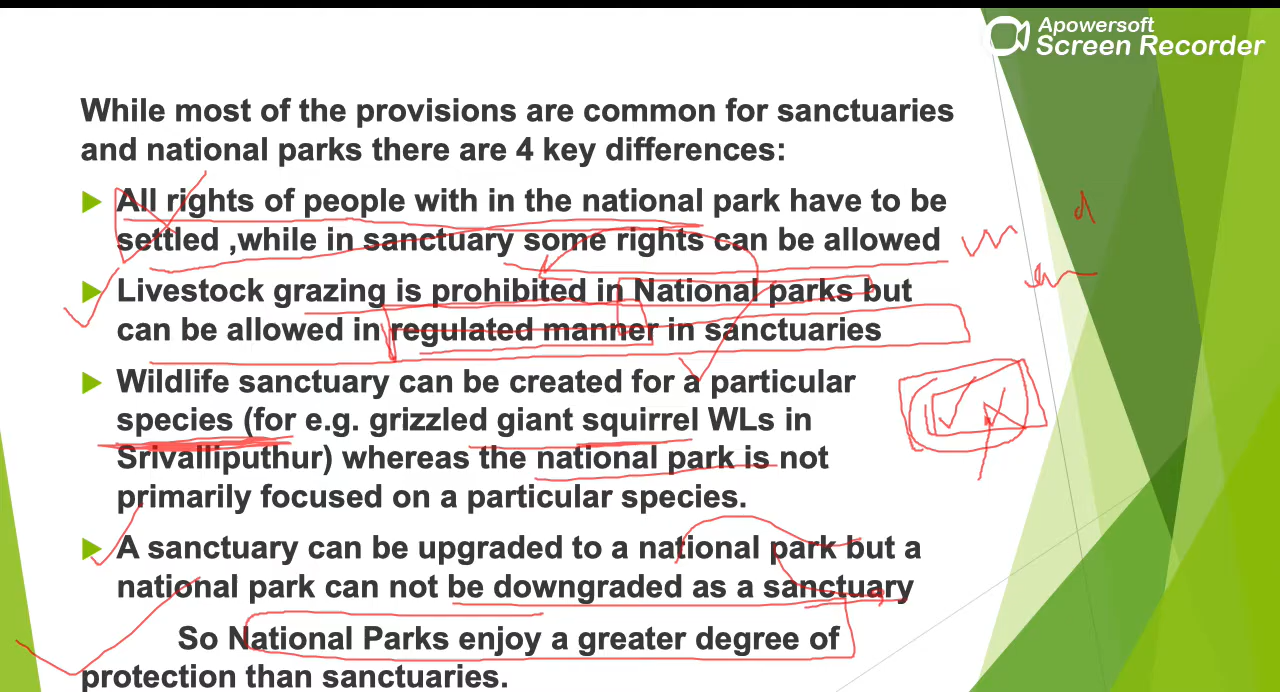 Apowersoft
Screen Recorder
While most of the provisions are common for sanctuaries
and national parks there are 4 key differences:
All rights of people with in the national park have to be
settled ,while in sanctuary some rights can be allowed
Livestock grazing is prohibited in National parks but
can be allowed in regulated manner in sanctuaries
Wildlife sanctuary can be created for a particular
species (for e.g. grizzled giant squirrel WLs in
Srivalliputhur) whereas the national park is not
primarily focused on a particular species.
A sanctuary can be upgraded to a national park but a
national park can not be downgraded as a sanctuary
So National Parks enjoy a greater degree of
protection than sanctuaries.